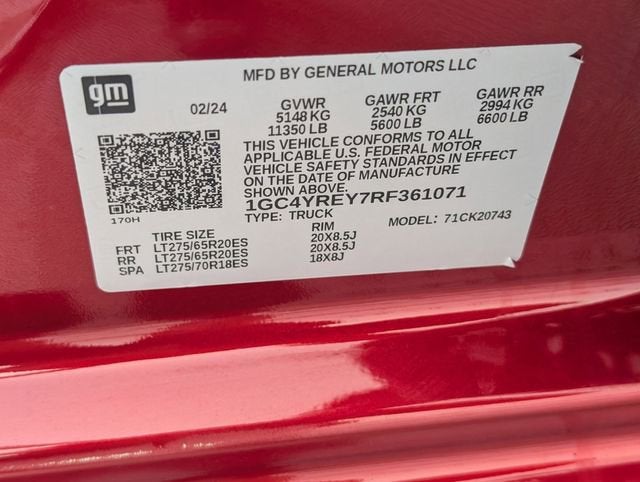 gm
MFD BY GENERAL MOTORS LLC
02/24 GVWR GAWR FRT GAWR RR
5148 KG 2540 KG 2994 KG
11350 LB 5600 LB 6600 LB
THIS VEHICLE CONFORMS TO ALL
APPLICABLE U.S. FEDERAL MOTOR
VEHICLE SAFETY STANDARDS IN EFFECT
ON THE DATE OF MANUFACTURE
SHOWN ABOVE.
1GC4YREY7RF361071
170H
TYPE: TRUCK MODEL: 71CK20743
TIRE SIZE RIM
FRT LT275/65R20ES 20X8.5J
RR LT275/65R20ES 20X8.5J
SPA LT275/70R18ES 18X8J